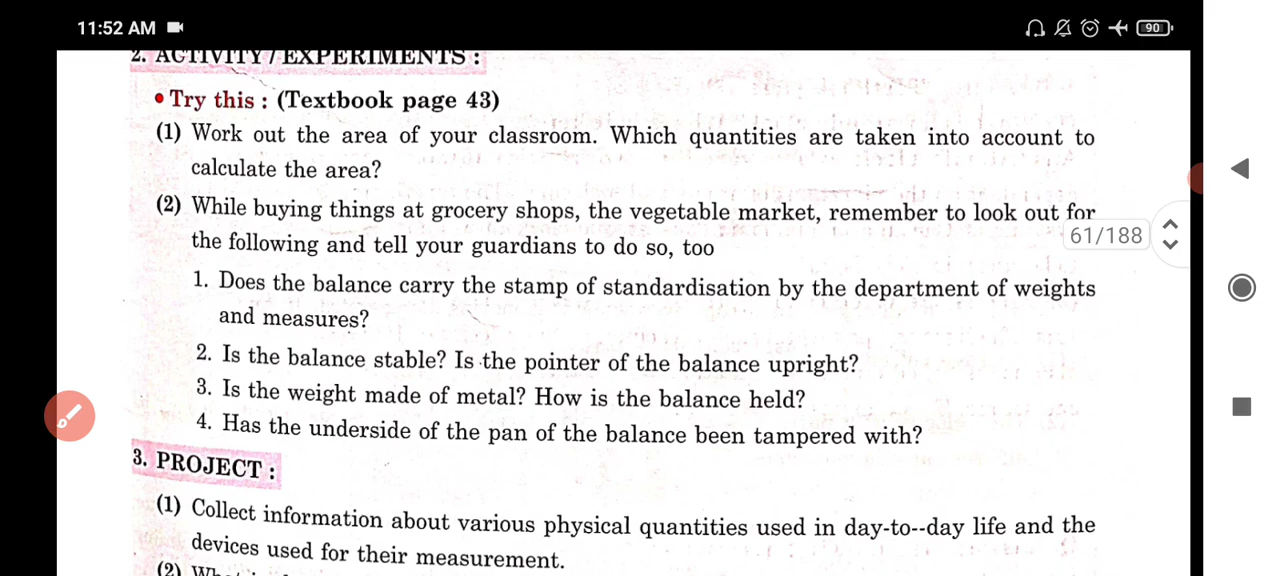 11:52 AM
90
2. ACTIVITY / EXPERIMENTS :
• Try this : (Textbook page 43)
(1) Work out the area of your classroom. Which quantities are taken into account to
calculate the area?
(2) While buying things at grocery shops, the vegetable market, remember to look out for
the following and tell your guardians to do so, too
61/188
1. Does the balance carry the stamp of standardisation by the department of weights
and measures?
2. Is the balance stable? Is the pointer of the balance upright?
3. Is the weight made of metal? How is the balance held?
4. Has the underside of the pan of the balance been tampered with?
3. PROJECT :
(1) Collect information about various physical quantities used in day-to--day life and the
devices used for their measurement.
(2)